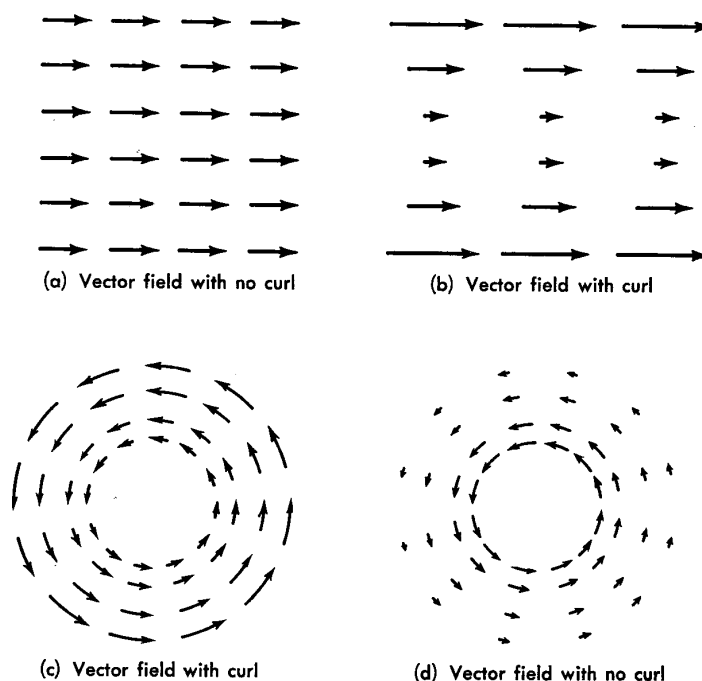 (a) Vector field with no curl
(b) Vector field with curl
(c) Vector field with curl
(d) Vector field with no curl